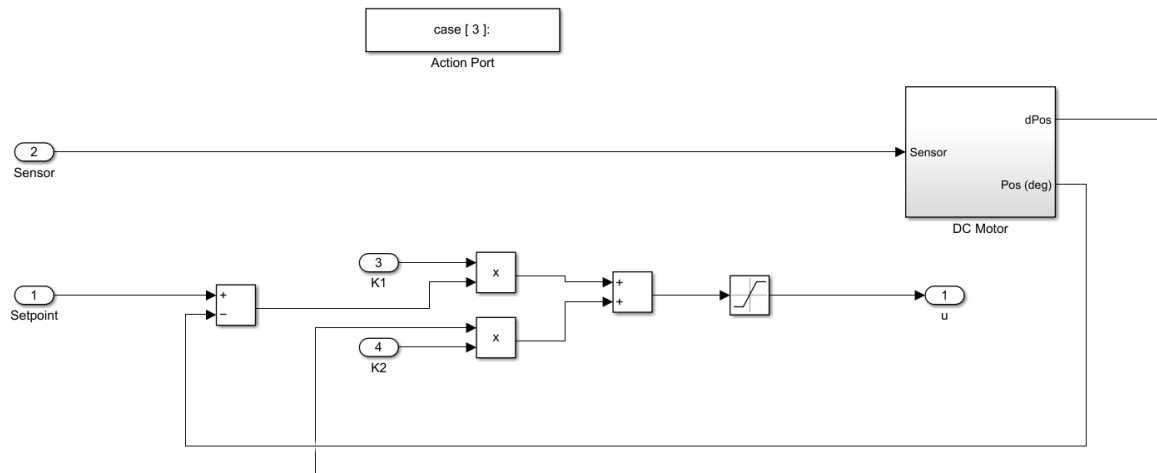 case [ 3 ]:
Action Port
dPos
2
Sensor
Sensor
Pos (deg)
DC Motor
3
K1
x
1
Setpoint
+
−
+
+
1
u
4
K2
x